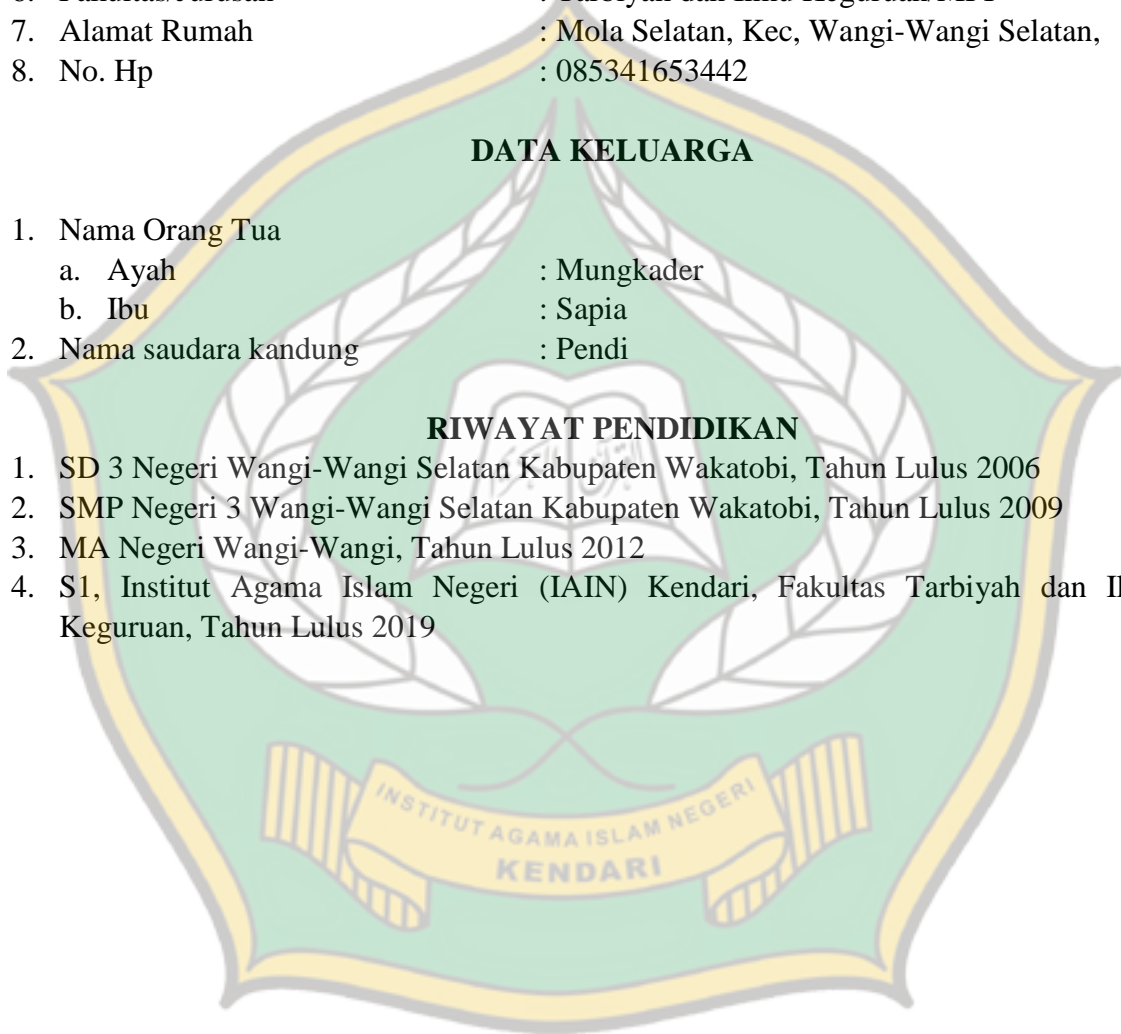 7. Alamat Rumah : Mola Selatan, Kec, Wangi-Wangi Selatan,
8. No. Hp : 085341653442
DATA KELUARGA
1. Nama Orang Tua
a. Ayah : Mungkader
b. Ibu : Sapia
2. Nama saudara kandung : Pendi
RIWAYAT PENDIDIKAN
1. SD 3 Negeri Wangi-Wangi Selatan Kabupaten Wakatobi, Tahun Lulus 2006
2. SMP Negeri 3 Wangi-Wangi Selatan Kabupaten Wakatobi, Tahun Lulus 2009
3. MA Negeri Wangi-Wangi, Tahun Lulus 2012
4. S1, Institut Agama Islam Negeri (IAIN) Kendari, Fakultas Tarbiyah dan
Keguruan, Tahun Lulus 2019
INSTITUT AGAMA ISLAM NEGERI
KENDARI